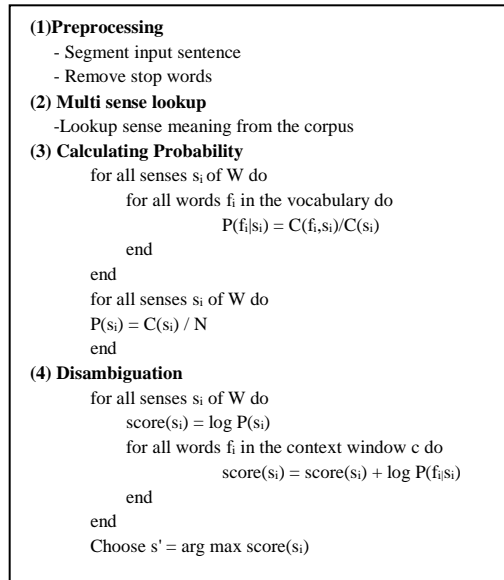 (1)Preprocessing
- Segment input sentence
- Remove stop words
(2) Multi sense lookup
-Lookup sense meaning from the corpus
(3) Calculating Probability
for all senses sᵢ of W do
for all words fᵢ in the vocabulary do
P(fᵢ|sᵢ) = C(fᵢ,sᵢ)/C(sᵢ)
end
end
for all senses sᵢ of W do
P(sᵢ) = C(sᵢ) / N
end
(4) Disambiguation
for all senses sᵢ of W do
score(sᵢ) = log P(sᵢ)
for all words fᵢ in the context window c do
score(sᵢ) = score(sᵢ) + log P(fᵢ|sᵢ)
end
end
Choose s' = arg max score(sᵢ)